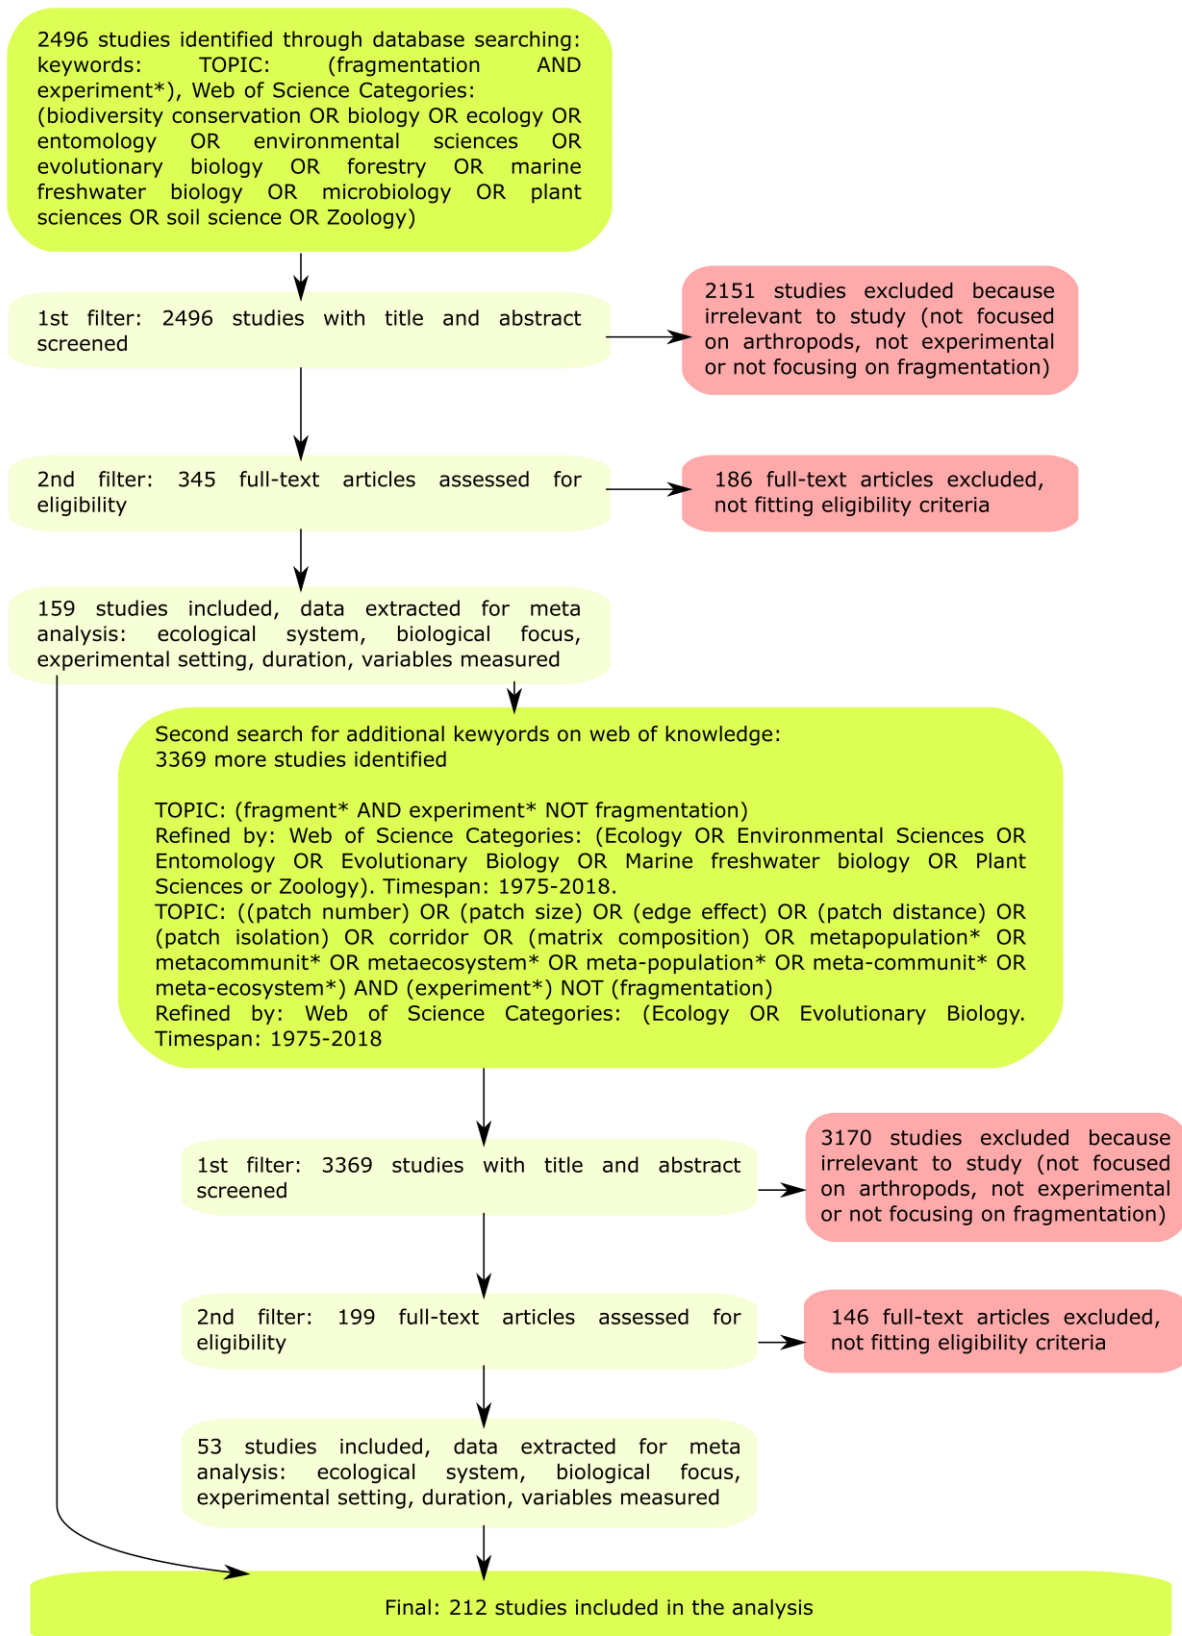 2496 studies identified through database searching:
keywords: TOPIC: (fragmentation AND
experiment*), Web of Science Categories:
(biodiversity conservation OR biology OR ecology OR
entomology OR environmental sciences OR
evolutionary biology OR forestry OR marine
freshwater biology OR microbiology OR plant
sciences OR soil science OR Zoology)
1st filter: 2496 studies with title and abstract
screened
2151 studies excluded because
irrelevant to study (not focused
on arthropods, not experimental
or not focusing on fragmentation)
2nd filter: 345 full-text articles assessed for
eligibility
186 full-text articles excluded,
not fitting eligibility criteria
159 studies included, data extracted for meta
analysis: ecological system, biological focus,
experimental setting, duration, variables measured
Second search for additional kewyords on web of knowledge:
3369 more studies identified
TOPIC: (fragment* AND experiment* NOT fragmentation)
Refined by: Web of Science Categories: (Ecology OR Environmental Sciences OR
Entomology OR Evolutionary Biology OR Marine freshwater biology OR Plant
Sciences or Zoology). Timespan: 1975-2018.
TOPIC: ((patch number) OR (patch size) OR (edge effect) OR (patch distance) OR
(patch isolation) OR corridor OR (matrix composition) OR metapopulation* OR
metacommunit* OR metaecosystem* OR meta-population* OR meta-communit* OR
meta-ecosystem*) AND (experiment*) NOT (fragmentation)
Refined by: Web of Science Categories: (Ecology OR Evolutionary Biology.
Timespan: 1975-2018
1st filter: 3369 studies with title and abstract
screened
3170 studies excluded because
irrelevant to study (not focused
on arthropods, not experimental
or not focusing on fragmentation)
2nd filter: 199 full-text articles assessed for
eligibility
146 full-text articles excluded,
not fitting eligibility criteria
53 studies included, data extracted for meta
analysis: ecological system, biological focus,
experimental setting, duration, variables measured
Final: 212 studies included in the analysis